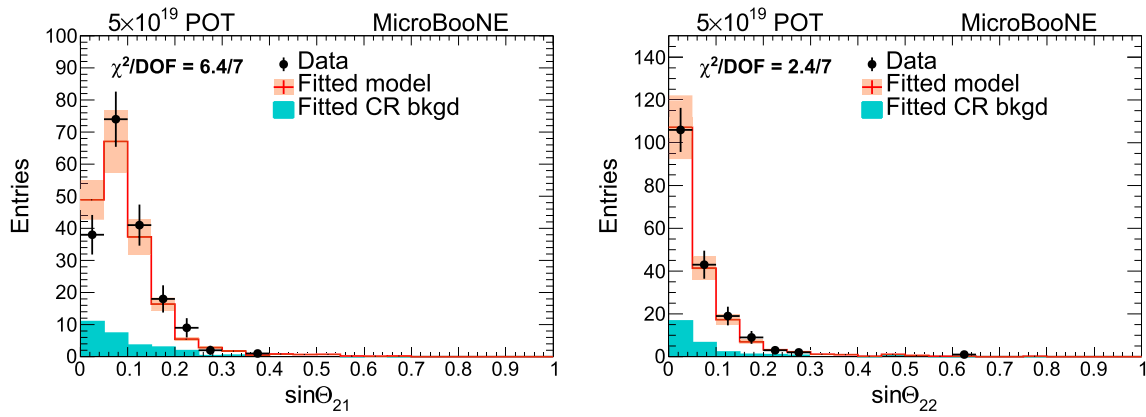 5×10¹⁹ POT MicroBooNE
χ²/DOF = 6.4/7
Data
Fitted model
Fitted CR bkgd
Entries
100
90
80
70
60
50
40
30
20
10
0
0 0.1 0.2 0.3 0.4 0.5 0.6 0.7 0.8 0.9 1
sinΘ₂₁
5×10¹⁹ POT MicroBooNE
χ²/DOF = 2.4/7
Data
Fitted model
Fitted CR bkgd
Entries
140
120
100
80
60
40
20
0
0 0.1 0.2 0.3 0.4 0.5 0.6 0.7 0.8 0.9 1
sinΘ₂₂